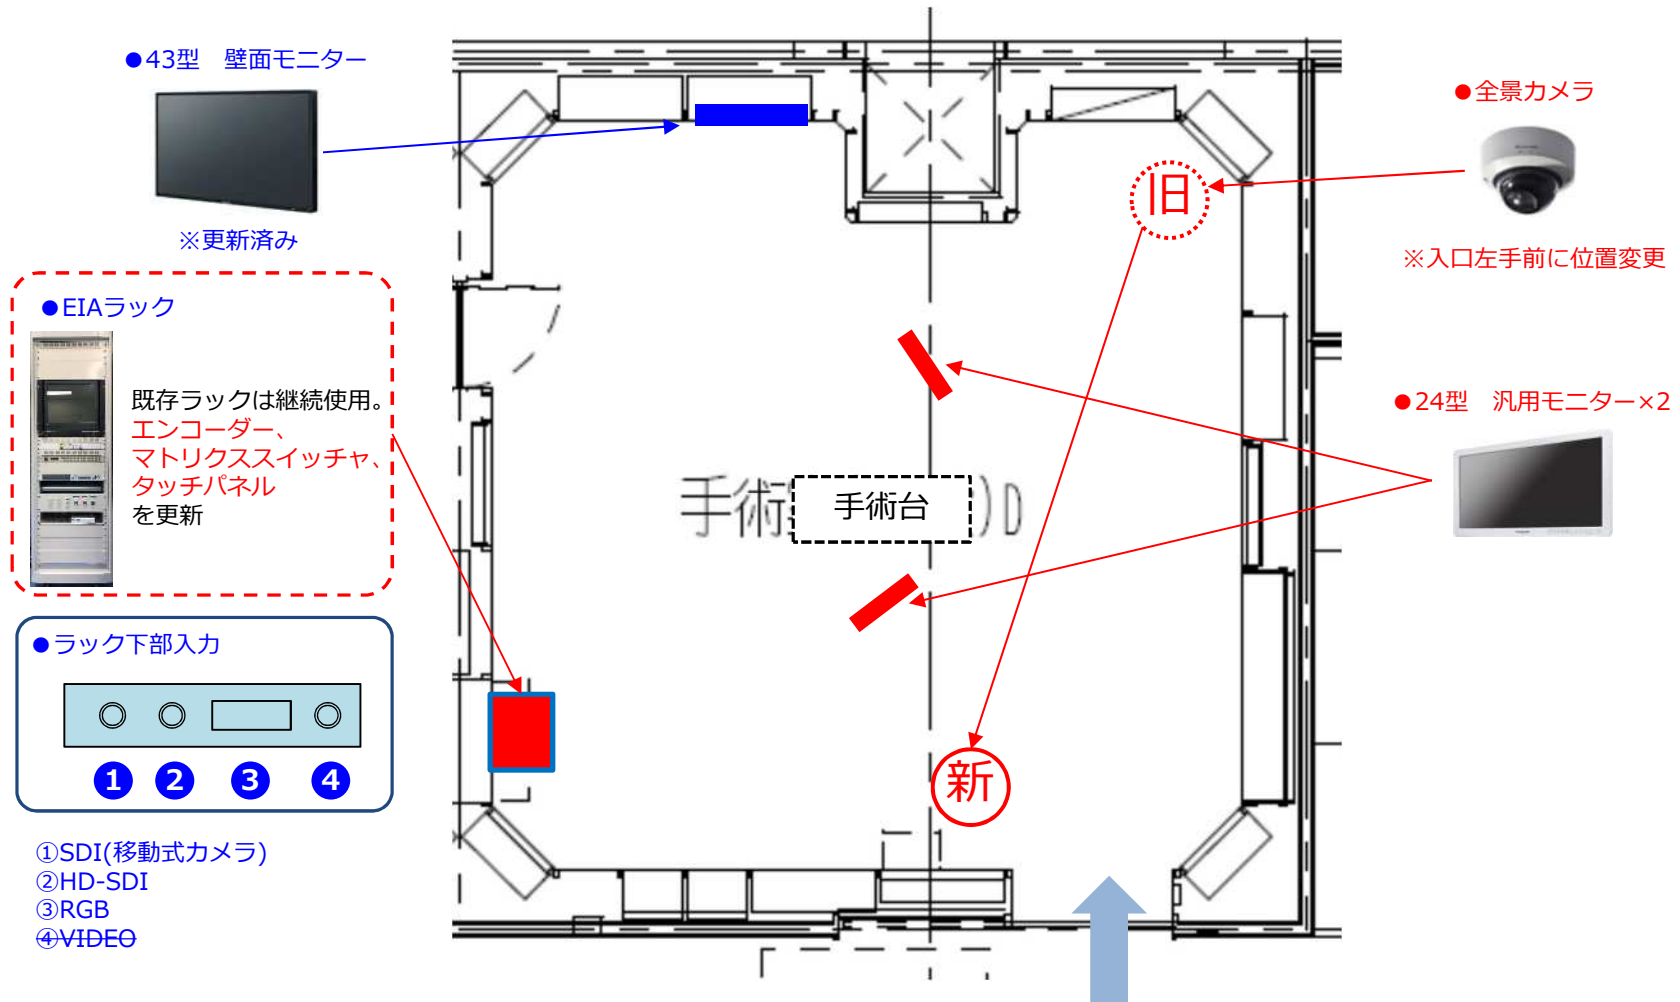 ●43型　壁面モニター
※更新済み
●EIAラック
既存ラックは継続使用。
エンコーダー、
マトリクススイッチャ、
タッチパネル
を更新
●ラック下部入力
❶ ❷ ❸ ❹
①SDI(移動式カメラ)
②HD-SDI
③RGB
④VIDEO
旧
手術
手術台
)D
新
●全景カメラ
※入口左手前に位置変更
●24型　汎用モニター×2